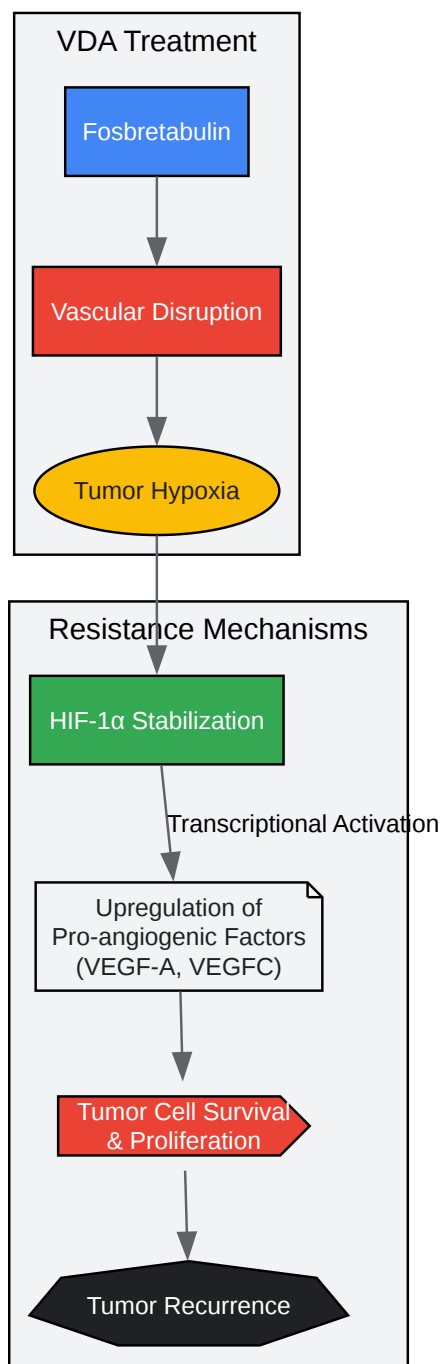 VDA Treatment
Fosbretabulin
Vascular Disruption
Tumor Hypoxia
Resistance Mechanisms
HIF-1α Stabilization
Transcriptional Activation
Upregulation of
Pro-angiogenic Factors
(VEGF-A, VEGFC)
Tumor Cell Survival
& Proliferation
Tumor Recurrence